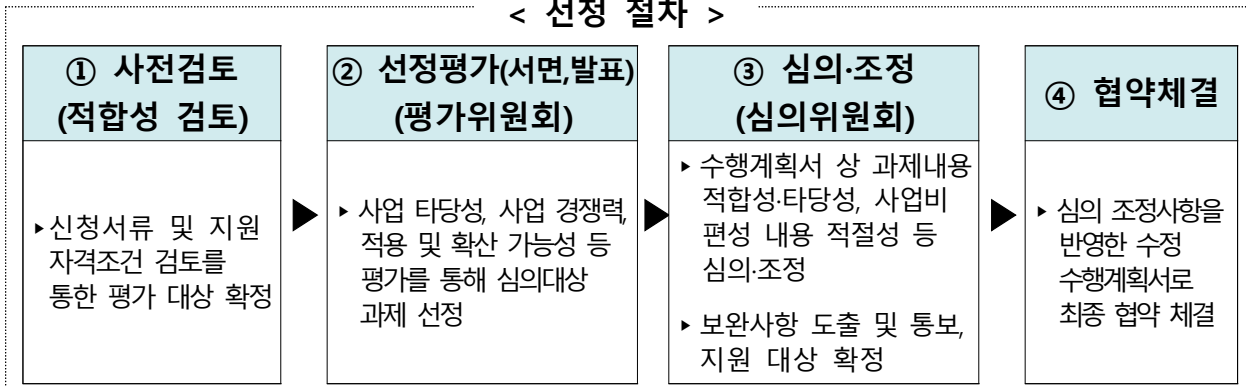 < 선정 절차 >
① 사전검토
(적합성 검토)
▸신청서류 및 지원
자격조건 검토를
통한 평가 대상 확정
② 선정평가(서면,발표)
(평가위원회)
▸ 사업 타당성, 사업 경쟁력,
적용 및 확산 가능성 등
평가를 통해 심의대상
과제 선정
③ 심의·조정
(심의위원회)
▸ 수행계획서 상 과제내용
적합성·타당성, 사업비
편성 내용 적절성 등
심의·조정
▸ 보완사항 도출 및 통보,
지원 대상 확정
④ 협약체결
▸ 심의 조정사항을
반영한 수정
수행계획서로
최종 협약 체결